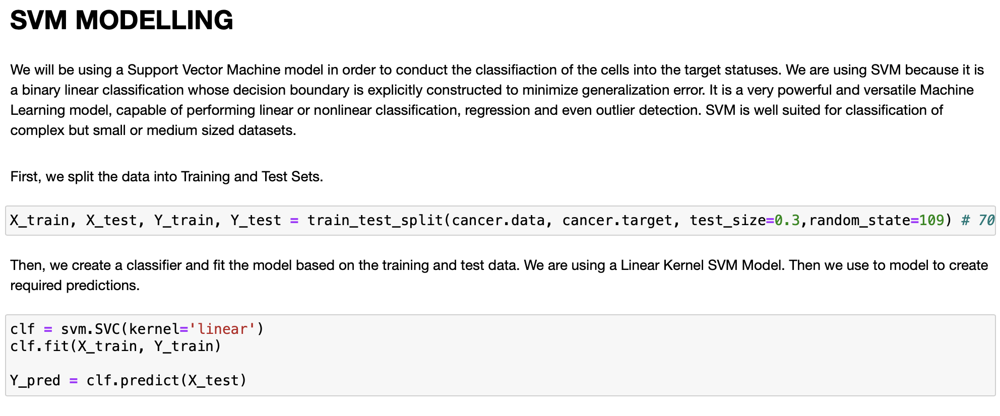 SVM MODELLING
We will be using a Support Vector Machine model in order to conduct the classifiaction of the cells into the target statuses. We are using SVM because it is
a binary linear classification whose decision boundary is explicitly constructed to minimize generalization error. It is a very powerful and versatile Machine
Learning model, capable of performing linear or nonlinear classification, regression and even outlier detection. SVM is well suited for classification of
complex but small or medium sized datasets.
First, we split the data into Training and Test Sets.
X_train, X_test, Y_train, Y_test = train_test_split(cancer.data, cancer.target, test_size=0.3,random_state=109) # 70
Then, we create a classifier and fit the model based on the training and test data. We are using a Linear Kernel SVM Model. Then we use to model to create
required predictions.
clf = svm.SVC(kernel='linear')
clf.fit(X_train, Y_train)
Y_pred = clf.predict(X_test)